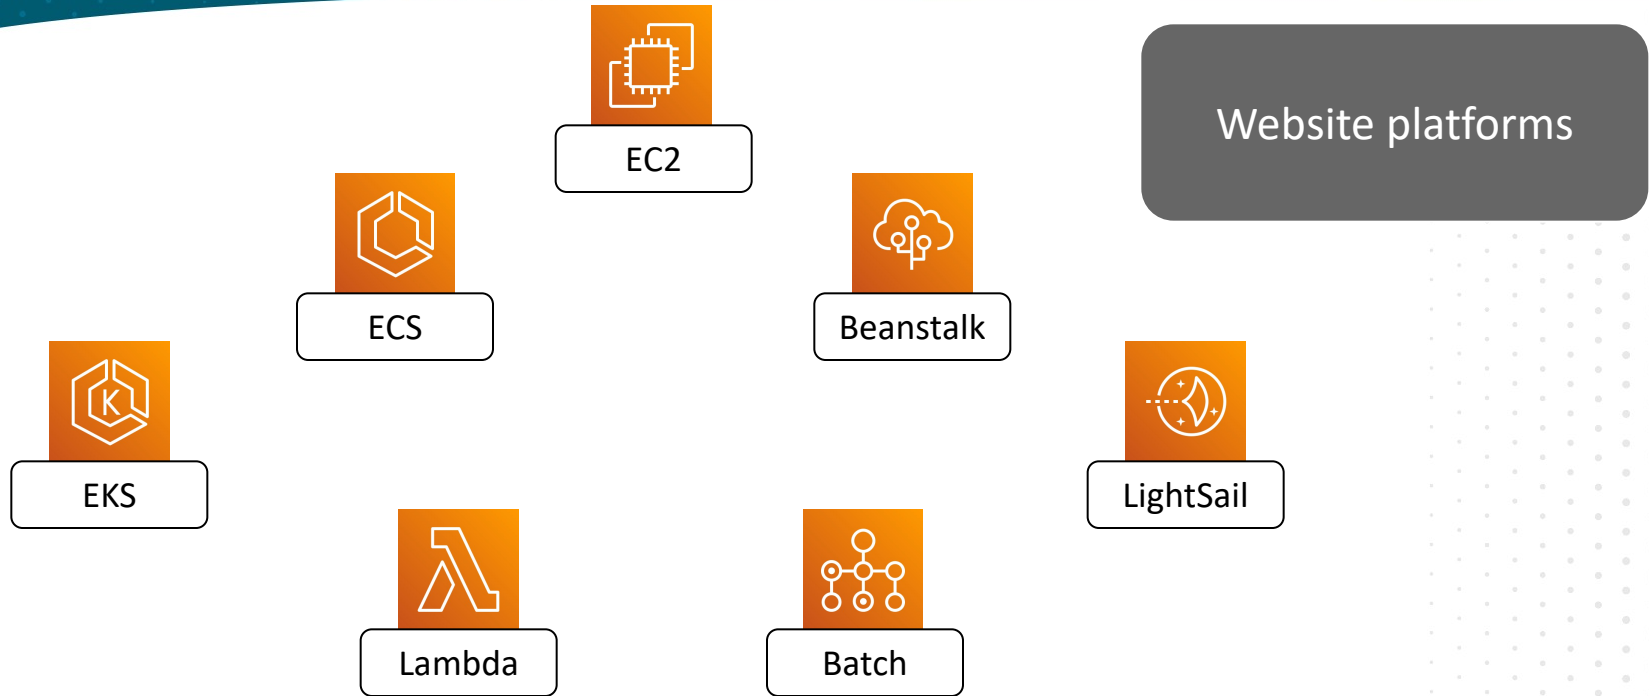 EC2
Website platforms
ECS
Beanstalk
K
EKS
LightSail
Lambda
Batch